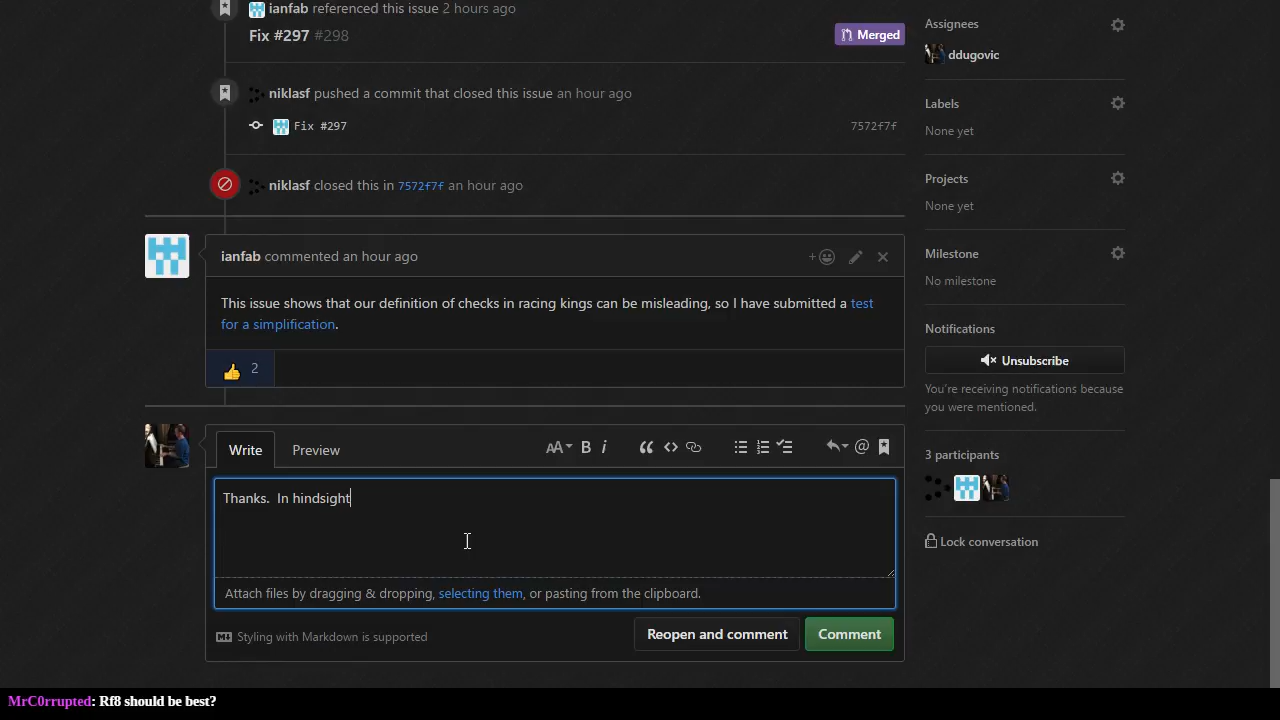 ianfab referenced this issue 2 hours ago
Fix #297 #298
Merged
niklasf pushed a commit that closed this issue an hour ago
Fix #297
7572f7f
niklasf closed this in 7572f7f an hour ago
ianfab commented an hour ago
This issue shows that our definition of checks in racing kings can be misleading, so I have submitted a test
for a simplification.
👍 2
Write
Preview
AA
B
i
Thanks.  In hindsight
Attach files by dragging & dropping, selecting them, or pasting from the clipboard.
Styling with Markdown is supported
Reopen and comment
Comment
Assignees
ddugovic
Labels
None yet
Projects
None yet
Milestone
No milestone
Notifications
Unsubscribe
You're receiving notifications because
you were mentioned.
3 participants
Lock conversation
MrC0rrupted: Rf8 should be best?